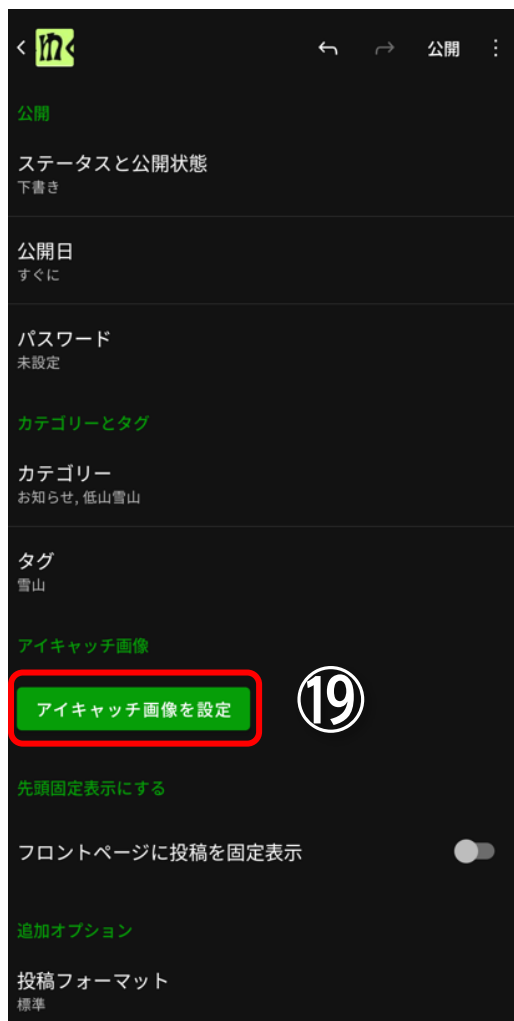 公開
公開
ステータスと公開状態
下書き
公開日
すぐに
パスワード
未設定
カテゴリーとタグ
カテゴリー
お知らせ, 低山雪山
タグ
雪山
アイキャッチ画像
アイキャッチ画像を設定
⑲
先頭固定表示にする
フロントページに投稿を固定表示
追加オプション
投稿フォーマット
標準